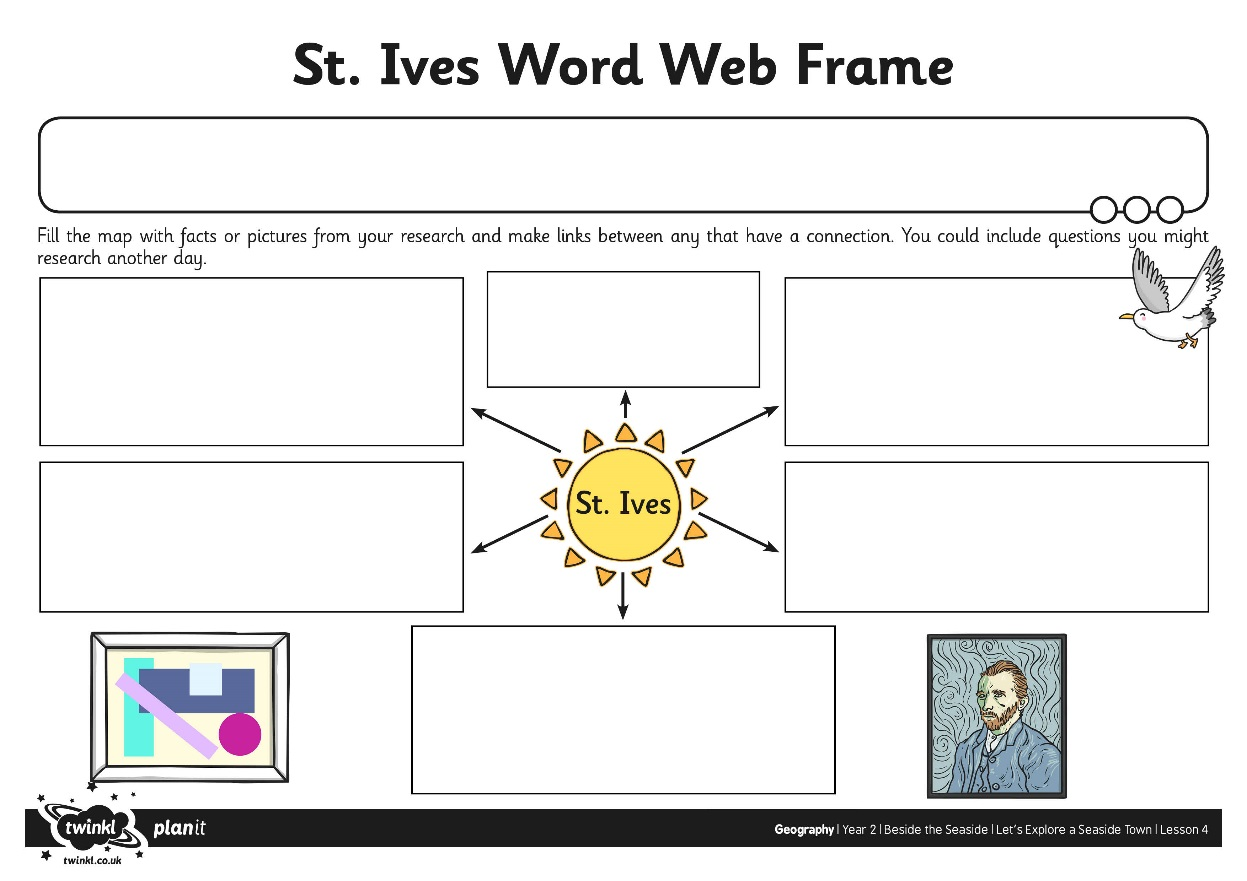 St. Ives Word Web Frame
Fill the map with facts or pictures from your research and make links between any that have a connection. You could include questions you might
research another day.
St. Ives
twinkl planit
twinkl.co.uk
Geography | Year 2 | Beside the Seaside | Let's Explore a Seaside Town | Lesson 4